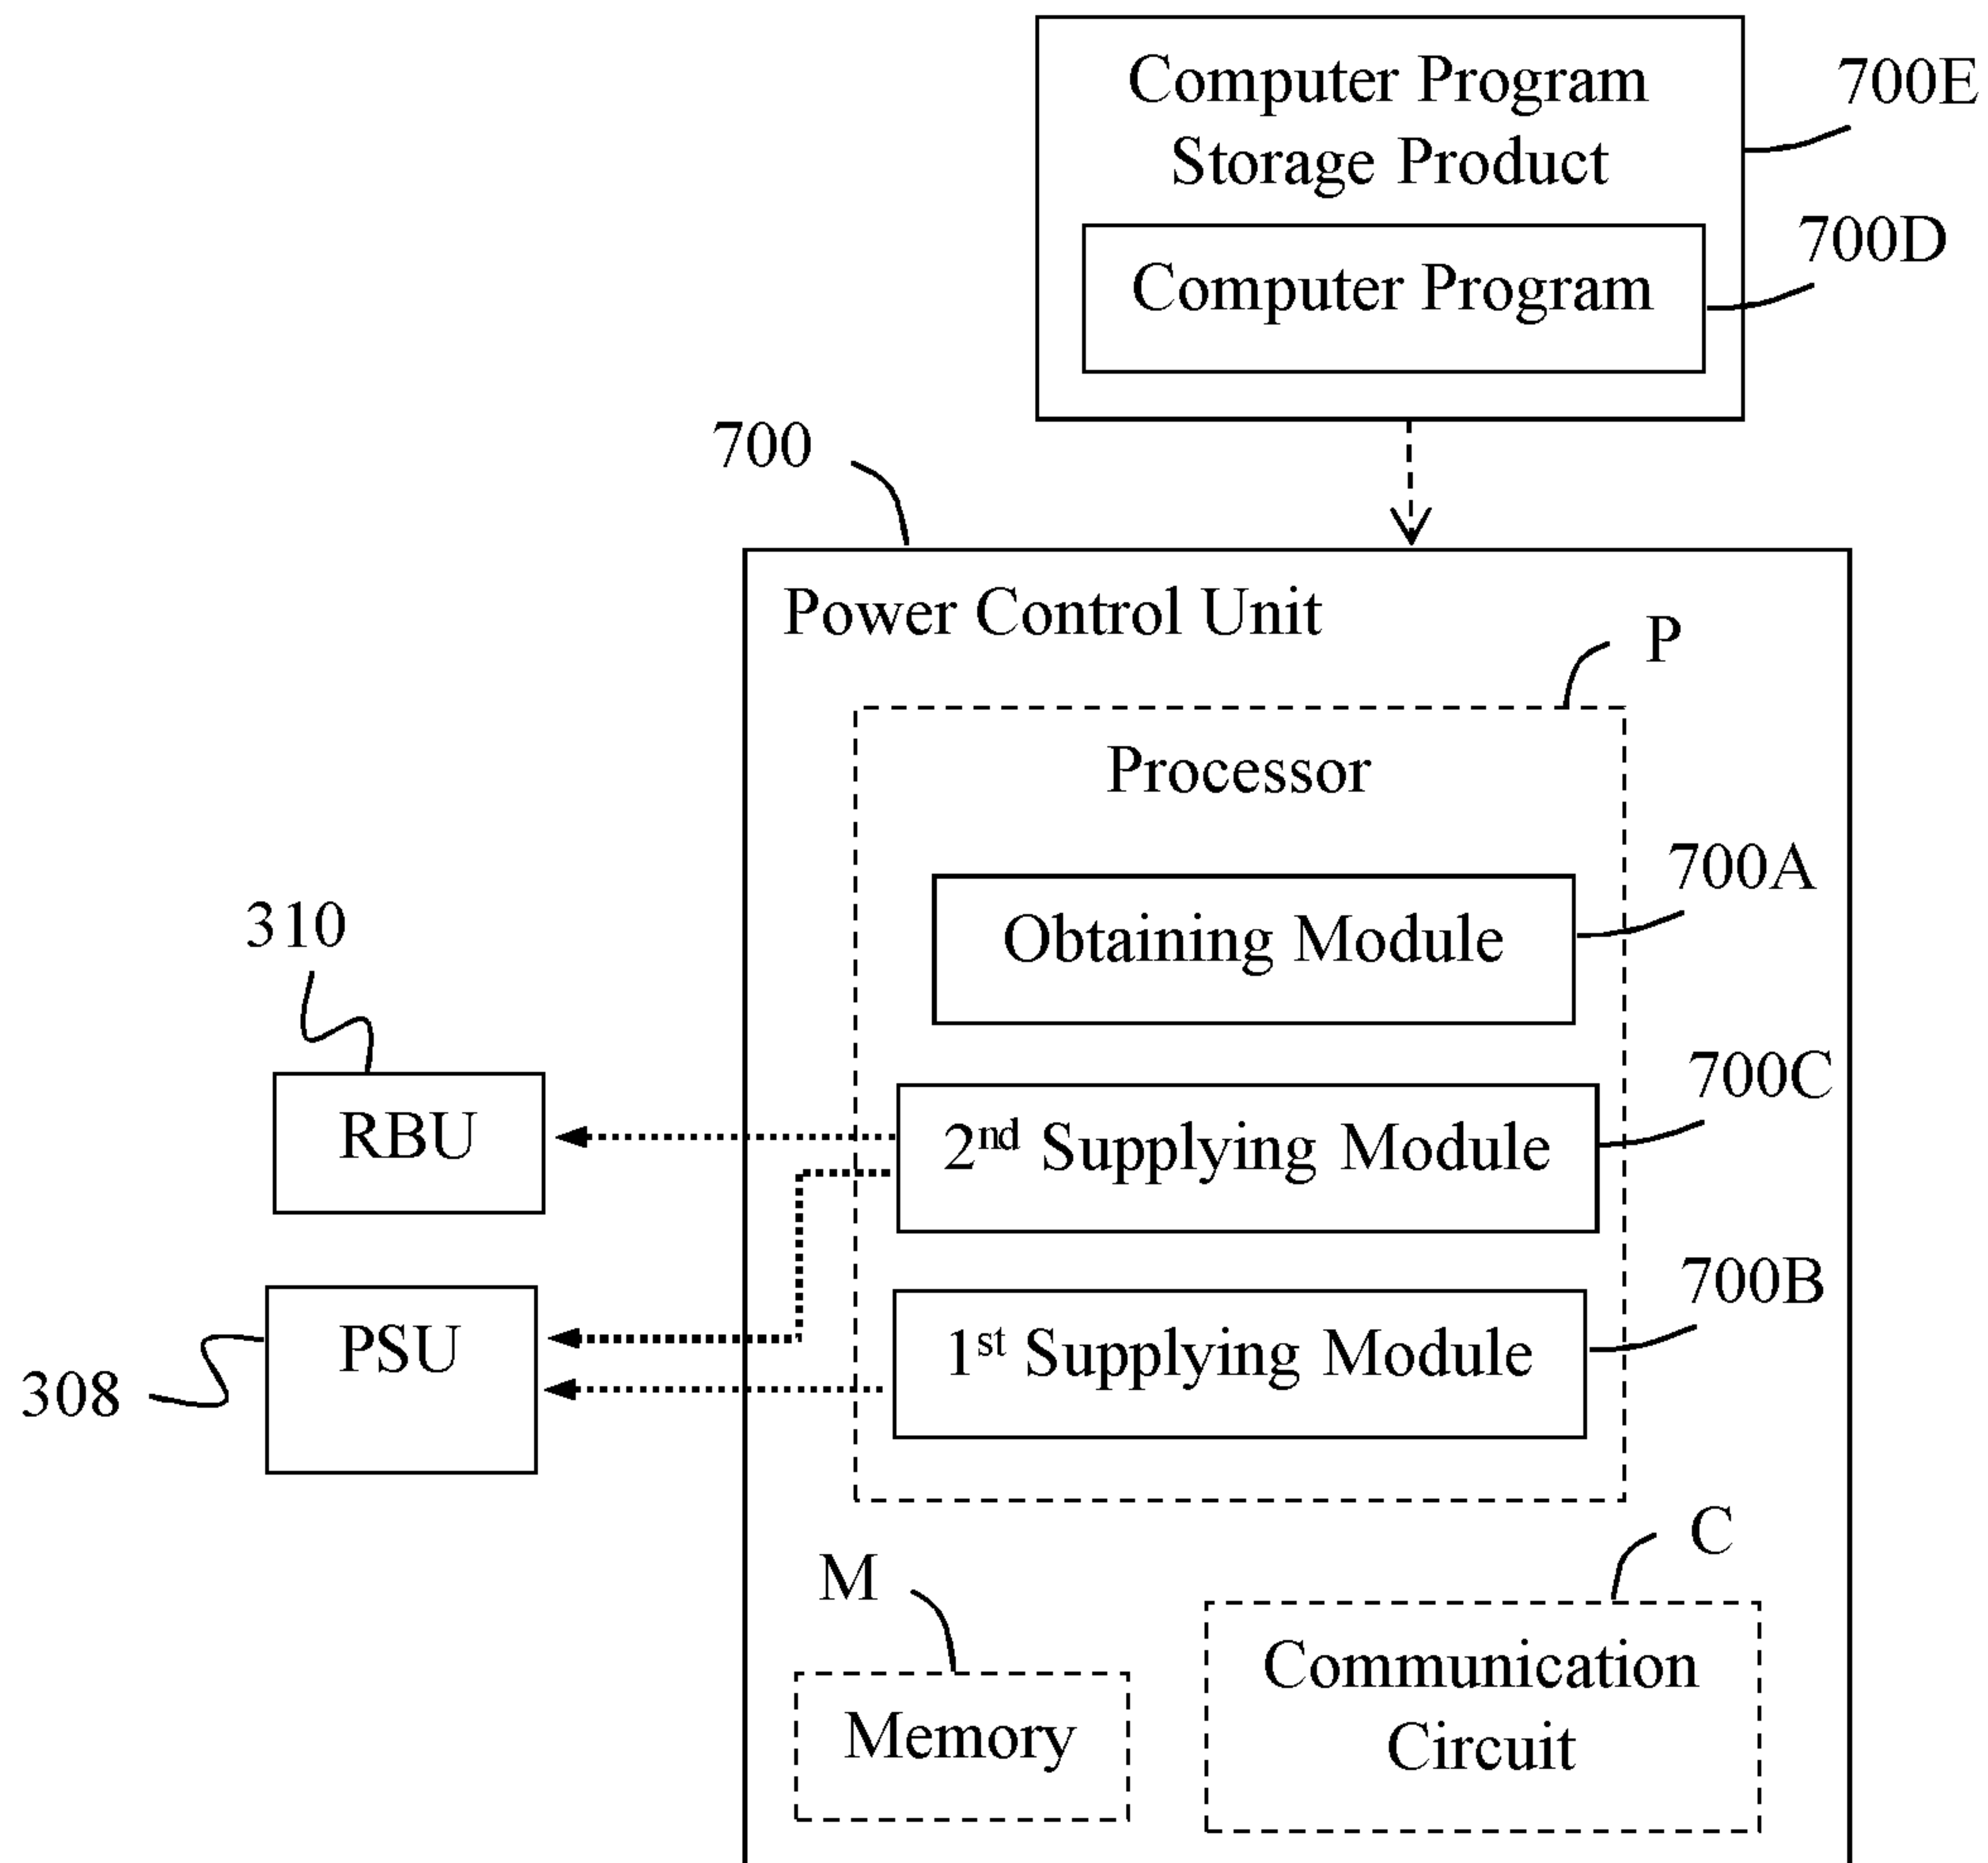 Computer Program
Storage Product
700E
Computer Program
700D
700
Power Control Unit
P
Processor
700A
Obtaining Module
310
RBU
700C
2nd Supplying Module
PSU
308
700B
1st Supplying Module
M
Memory
C
Communication
Circuit